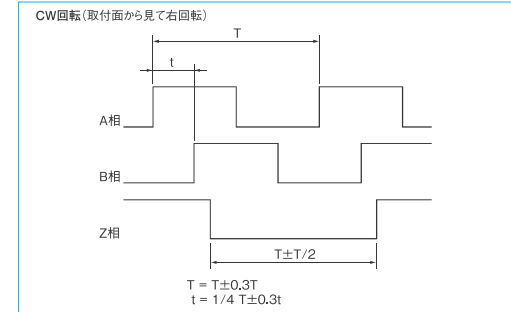 CW回転(取付面から見て右回転)
T
t
A相
B相
Z相
T±T/2
T = T±0.3T
t = 1/4 T±0.3t